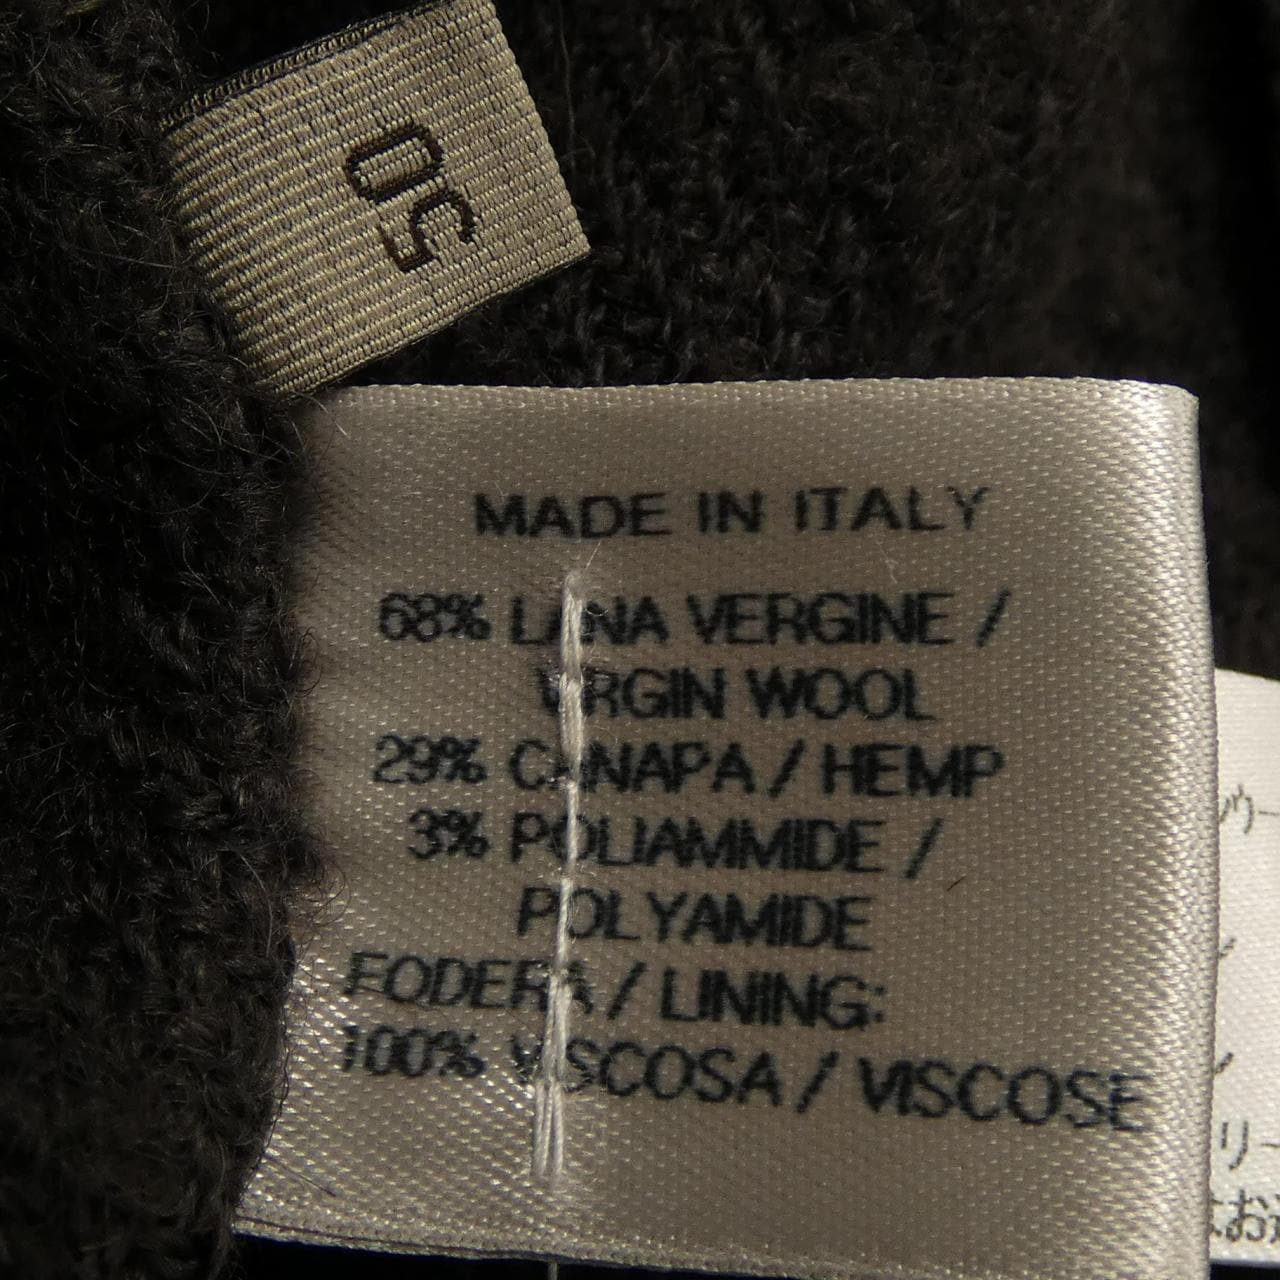 50
MADE IN ITALY
68% LANA VERGINE /
VIRGIN WOOL
29% CANAPA / HEMP
3% POLIAMMIDE /
POLYAMIDE
FODERA / LINING:
100% VISCOSA / VISCOSE